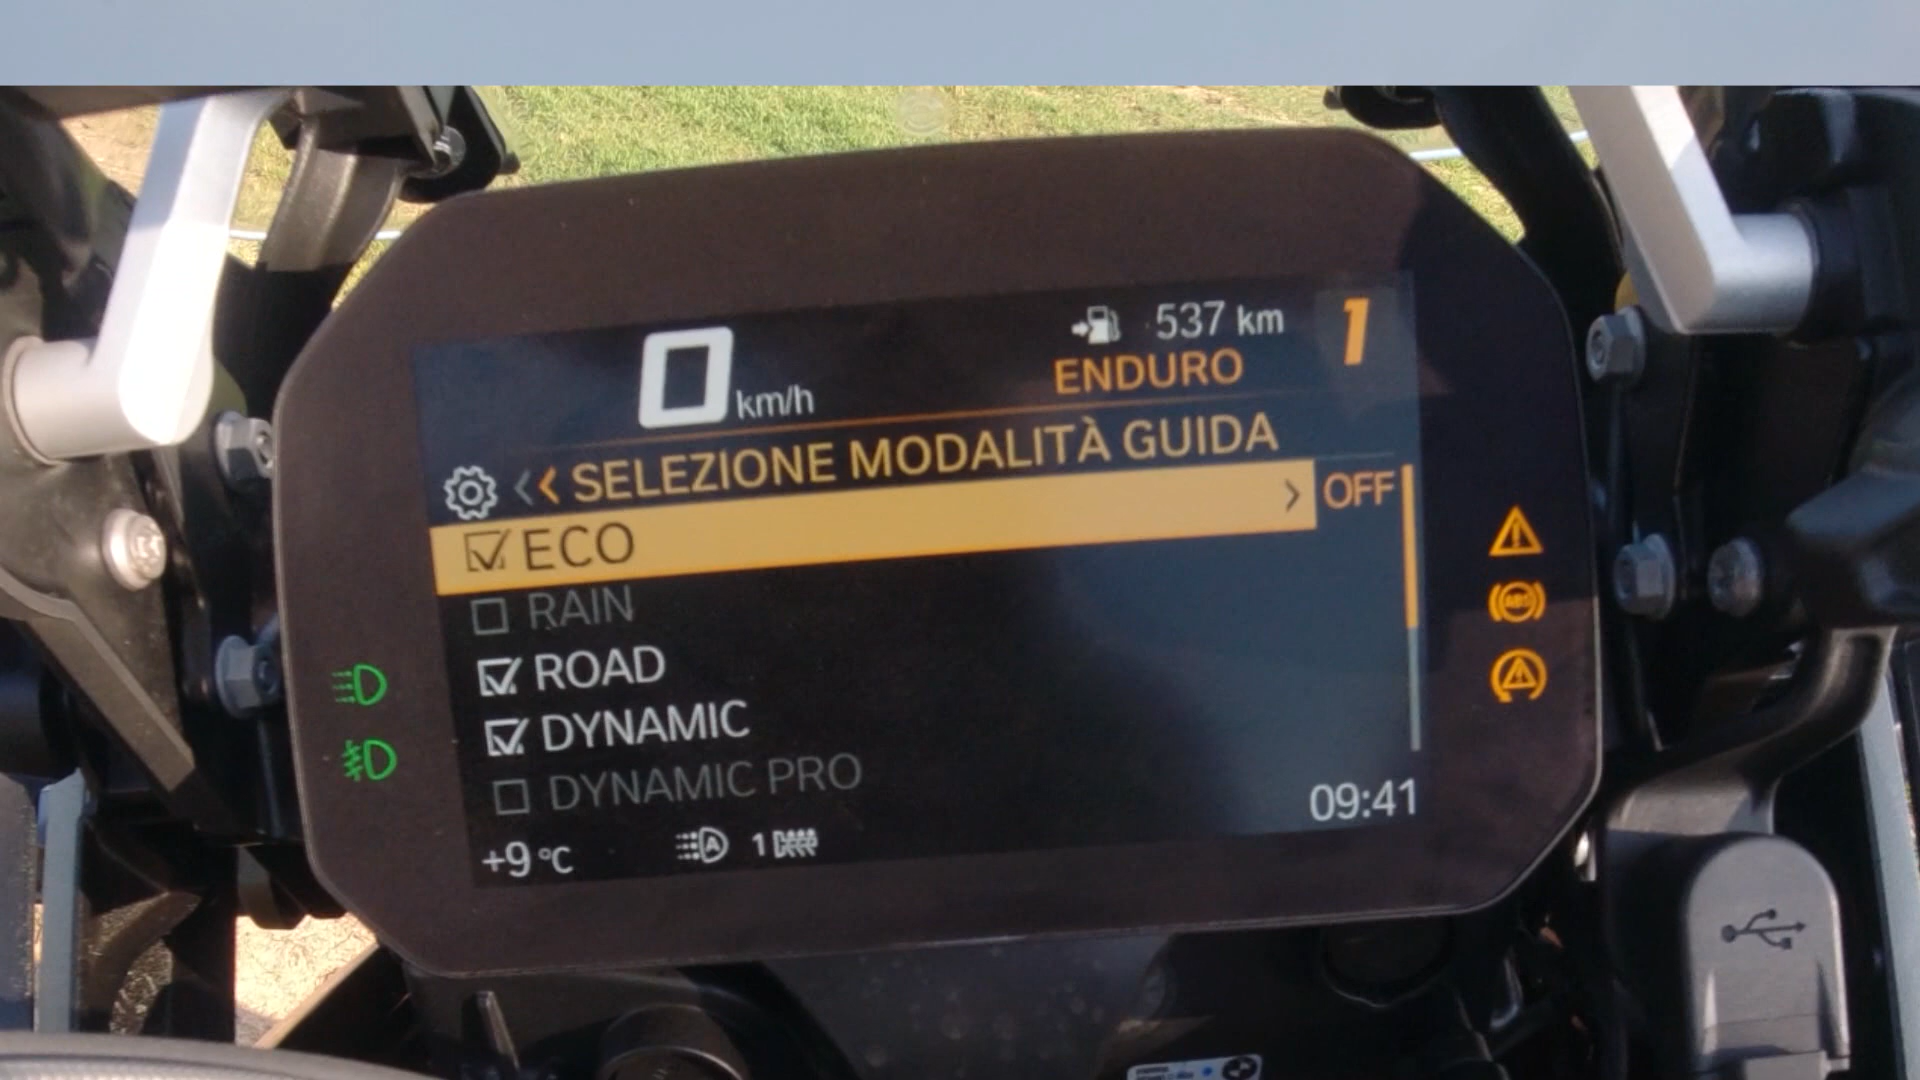 537 km
1
0 km/h
ENDURO
SELEZIONE MODALITÀ GUIDA
ECO
OFF
RAIN
ROAD
DYNAMIC
DYNAMIC PRO
09:41
+9 °C
A
1
ABS